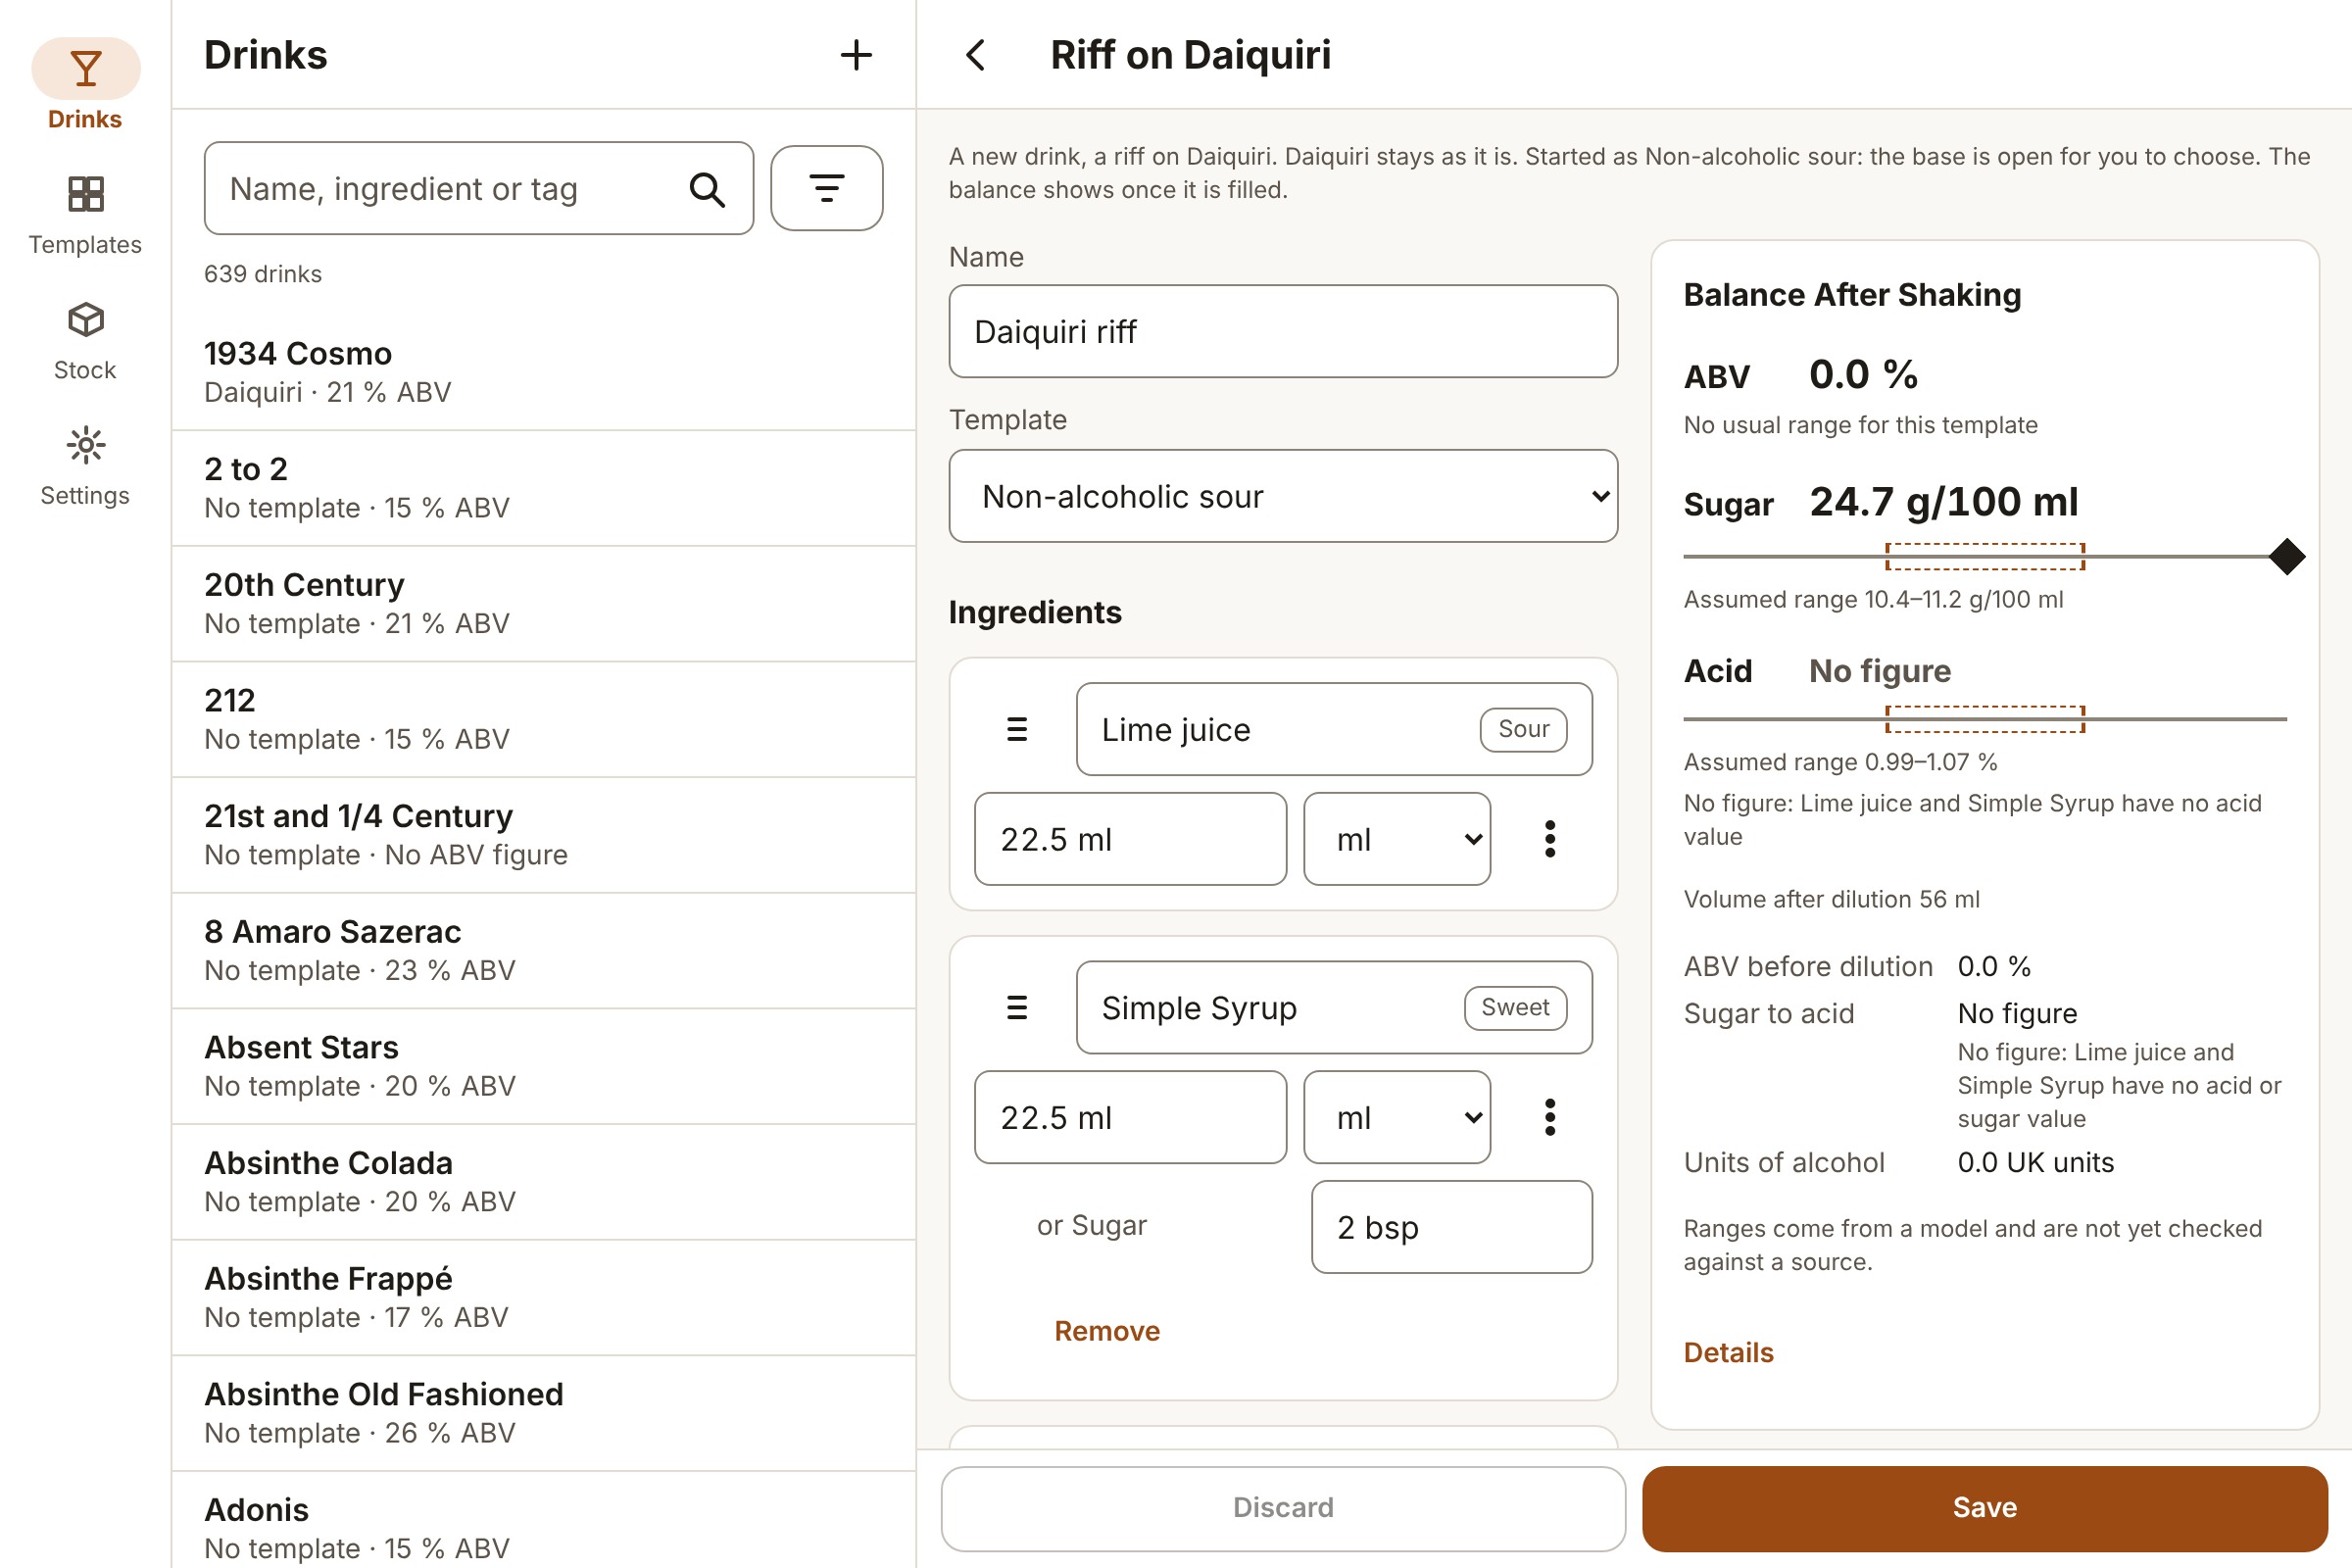 Drinks
Templates
Stock
Settings
Drinks
Name, ingredient or tag
639 drinks
1934 Cosmo
Daiquiri · 21 % ABV
2 to 2
No template · 15 % ABV
20th Century
No template · 21 % ABV
212
No template · 15 % ABV
21st and 1/4 Century
No template · No ABV figure
8 Amaro Sazerac
No template · 23 % ABV
Absent Stars
No template · 20 % ABV
Absinthe Colada
No template · 20 % ABV
Absinthe Frappé
No template · 17 % ABV
Absinthe Old Fashioned
No template · 26 % ABV
Adonis
No template · 15 % ABV
Riff on Daiquiri
A new drink, a riff on Daiquiri. Daiquiri stays as it is. Started as Non-alcoholic sour: the base is open for you to choose. The
balance shows once it is filled.
Name
Daiquiri riff
Template
Non-alcoholic sour
Ingredients
Lime juice Sour
22.5 ml ml
Simple Syrup Sweet
22.5 ml ml
or Sugar 2 bsp
Remove
Balance After Shaking
ABV 0.0 %
No usual range for this template
Sugar 24.7 g/100 ml
Assumed range 10.4–11.2 g/100 ml
Acid No figure
Assumed range 0.99–1.07 %
No figure: Lime juice and Simple Syrup have no acid
value
Volume after dilution 56 ml
ABV before dilution 0.0 %
Sugar to acid No figure
No figure: Lime juice and
Simple Syrup have no acid or
sugar value
Units of alcohol 0.0 UK units
Ranges come from a model and are not yet checked
against a source.
Details
Discard
Save